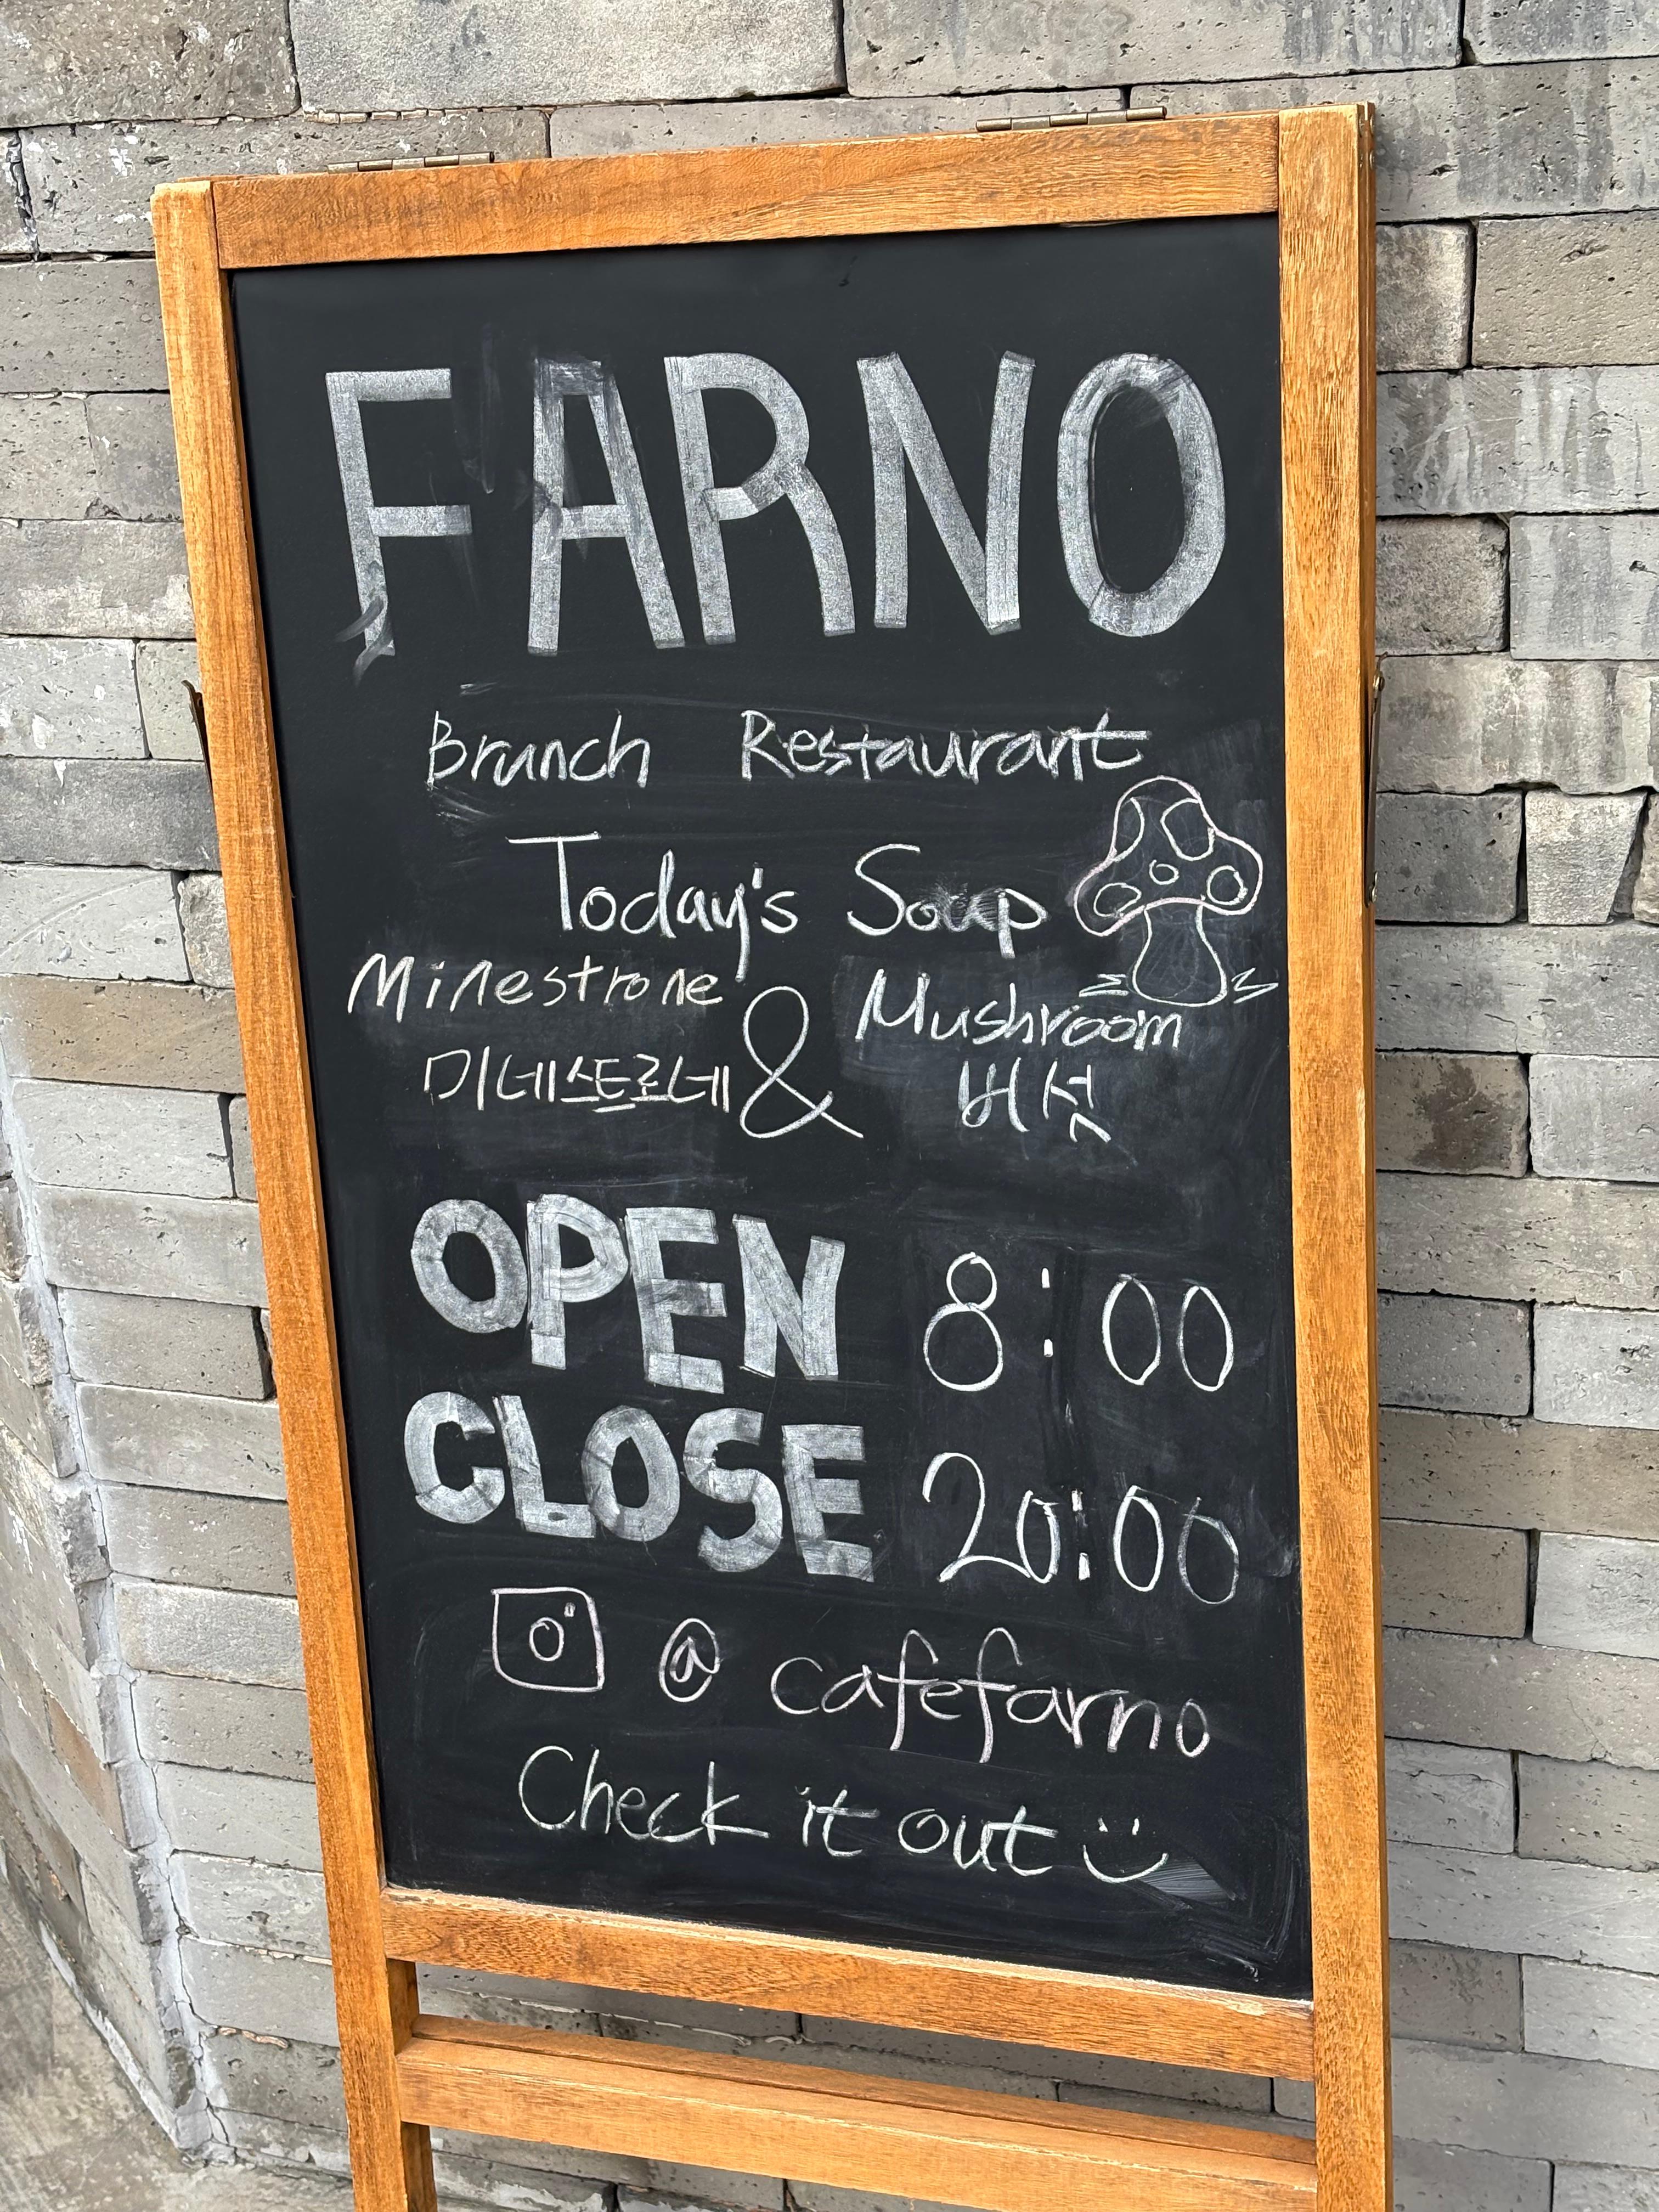 FARNO
Brunch Restaurant
Today's Soup
Minestrone & Mushroom
미네스트로네 버섯
OPEN 8:00
CLOSE 20:00
@cafefarno
Check it out